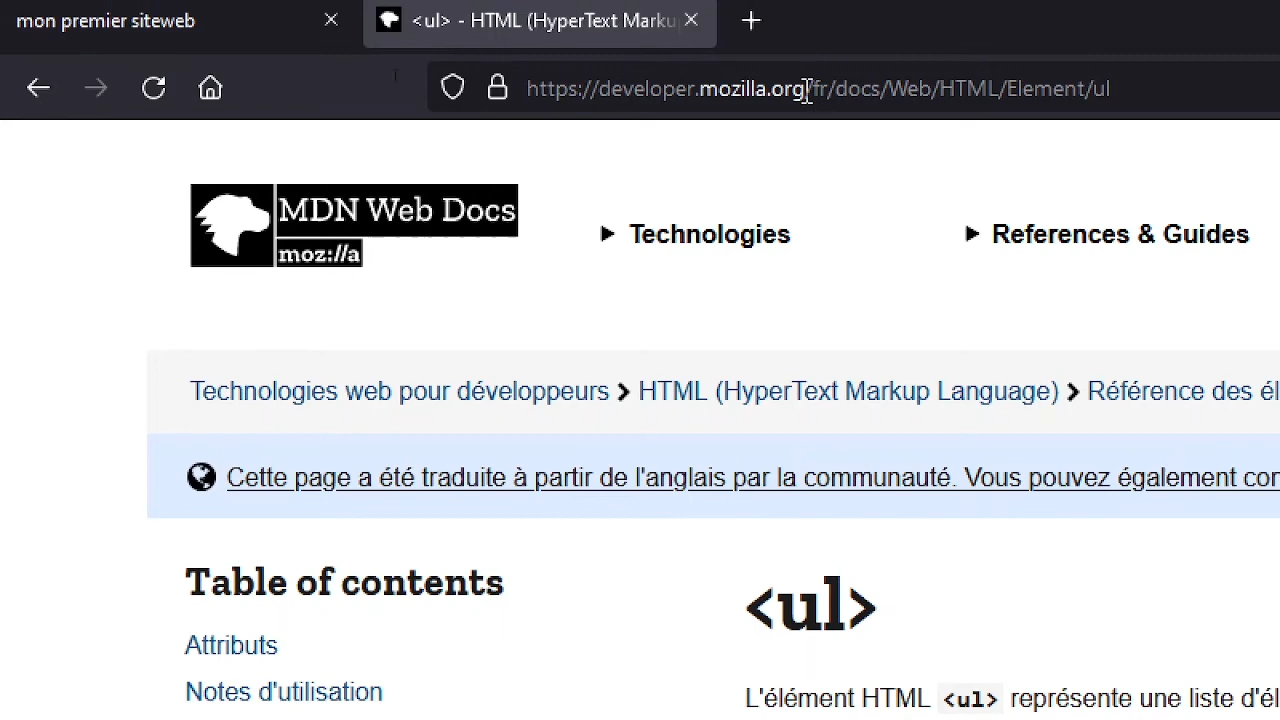 mon premier siteweb
<ul> - HTML (HyperText Marku
https://developer.mozilla.org/fr/docs/Web/HTML/Element/ul
MDN Web Docs
moz://a
Technologies
References & Guides
Technologies web pour développeurs > HTML (HyperText Markup Language) > Référence des él
Cette page a été traduite à partir de l'anglais par la communauté. Vous pouvez également con
Table of contents
Attributs
Notes d'utilisation
<ul>
L'élément HTML <ul> représente une liste d'él